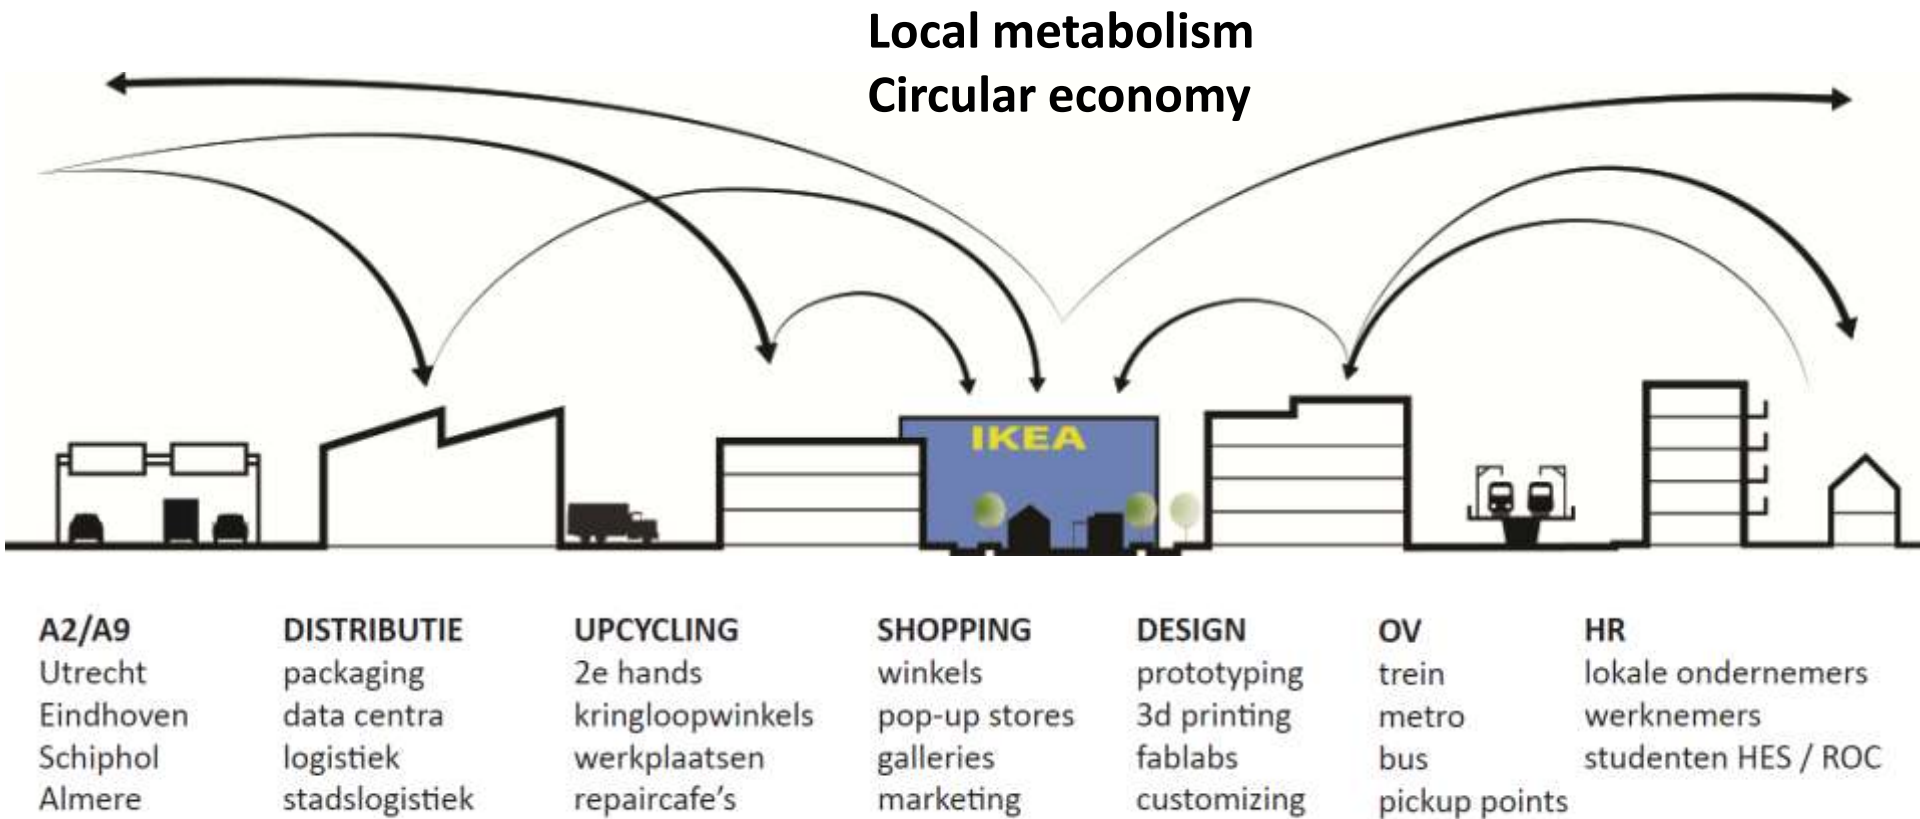 Local metabolism
Circular economy
IKEA
A2/A9
Utrecht
Eindhoven
Schiphol
Almere
DISTRIBUTIE
packaging
data centra
logistiek
stadslogistiek
UPCYCLING
2e hands
kringloopwinkels
werkplaatsen
repaircafe's
SHOPPING
winkels
pop-up stores
galleries
marketing
DESIGN
prototyping
3d printing
fablabs
customizing
OV
trein
metro
bus
pickup points
HR
lokale ondernemers
werknemers
studenten HES / ROC